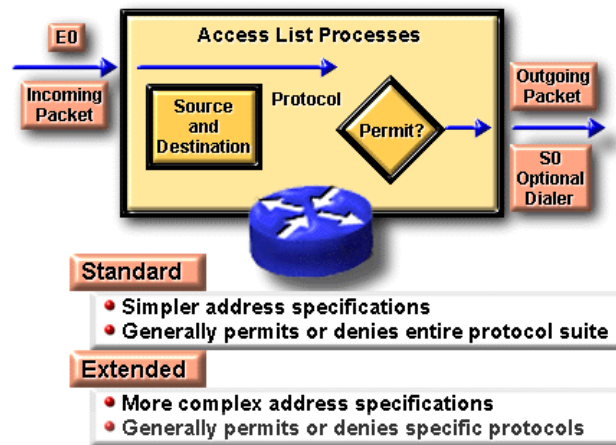 E0
Incoming
Packet
Access List Processes
Source
and
Destination
Protocol
Permit?
Outgoing
Packet
S0
Optional
Dialer
Standard
Simpler address specifications
Generally permits or denies entire protocol suite
Extended
More complex address specifications
Generally permits or denies specific protocols